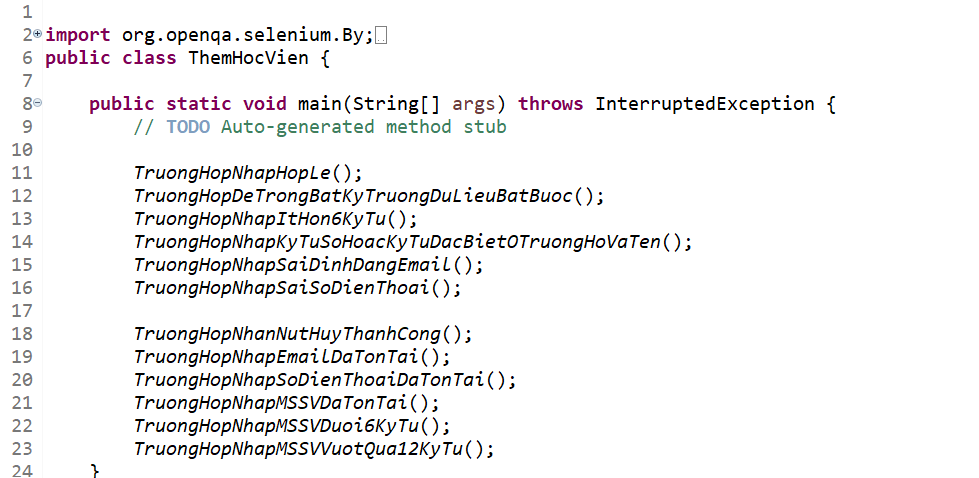 1
2 import org.openqa.selenium.By;
6 public class ThemHocVien {
7
8 public static void main(String[] args) throws InterruptedException {
9 // TODO Auto-generated method stub
10
11 TruongHopNhapHopLe();
12 TruongHopDeTrongBatKyTruongDuLieuBatBuoc();
13 TruongHopNhapItHon6KyTu();
14 TruongHopNhapKyTuSoHoacKyTuDacBietOTruongHoVaTen();
15 TruongHopNhapSaiDinhDangEmail();
16 TruongHopNhapSaiSoDienThoai();
17
18 TruongHopNhanNutHuyThanhCong();
19 TruongHopNhapEmailDaTonTai();
20 TruongHopNhapSoDienThoaiDaTonTai();
21 TruongHopNhapMSSVDaTonTai();
22 TruongHopNhapMSSVDuoi6KyTu();
23 TruongHopNhapMSSVVuotQua12KyTu();
24 }